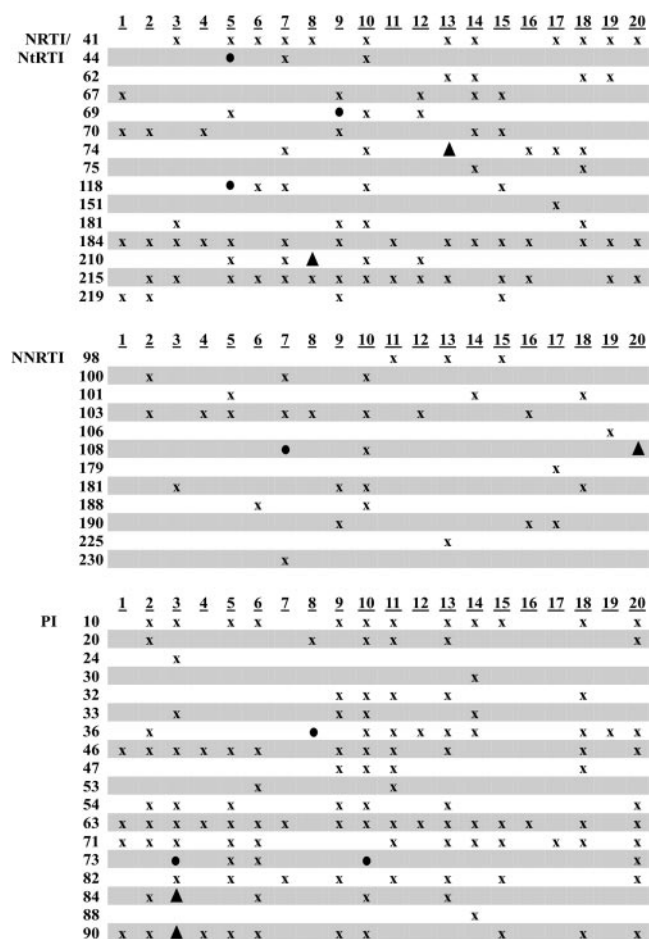 1 2 3 4 5 6 7 8 9 10 11 12 13 14 15 16 17 18 19 20
NRTI/ 41 x x x x x x x x x x x x
NtRTI 44 ● x x
62 x x x x
67 x x x x x
69 x ● x x
70 x x x x x x
74 x x ▲ x x x
75 x x
118 ● x x x x
151 x
181 x x x x
184 x x x x x x x x x x x x x x x x
210 x x ▲ x x
215 x x x x x x x x x x x x x x x
219 x x x x
1 2 3 4 5 6 7 8 9 10 11 12 13 14 15 16 17 18 19 20
NNRTI 98 x x x
100 x x x
101 x x x
103 x x x x x x x x
106 x
108 ● x ▲
179 x
181 x x x x
188 x x
190 x x x
225 x
230 x
1 2 3 4 5 6 7 8 9 10 11 12 13 14 15 16 17 18 19 20
PI 10 x x x x x x x x x x x x
20 x x x x x x
24 x
30 x
32 x x x x x
33 x x x x
36 x ● x x x x x x x x
46 x x x x x x x x x x x x
47 x x x x
53 x x
54 x x x x x x x
63 x x x x x x x x x x x x x x x x x
71 x x x x x x x x x x x x
73 ● x x ● x
82 x x x x x x x x x
84 x ▲ x x x
88 x
90 x x ▲ x x x x x x x